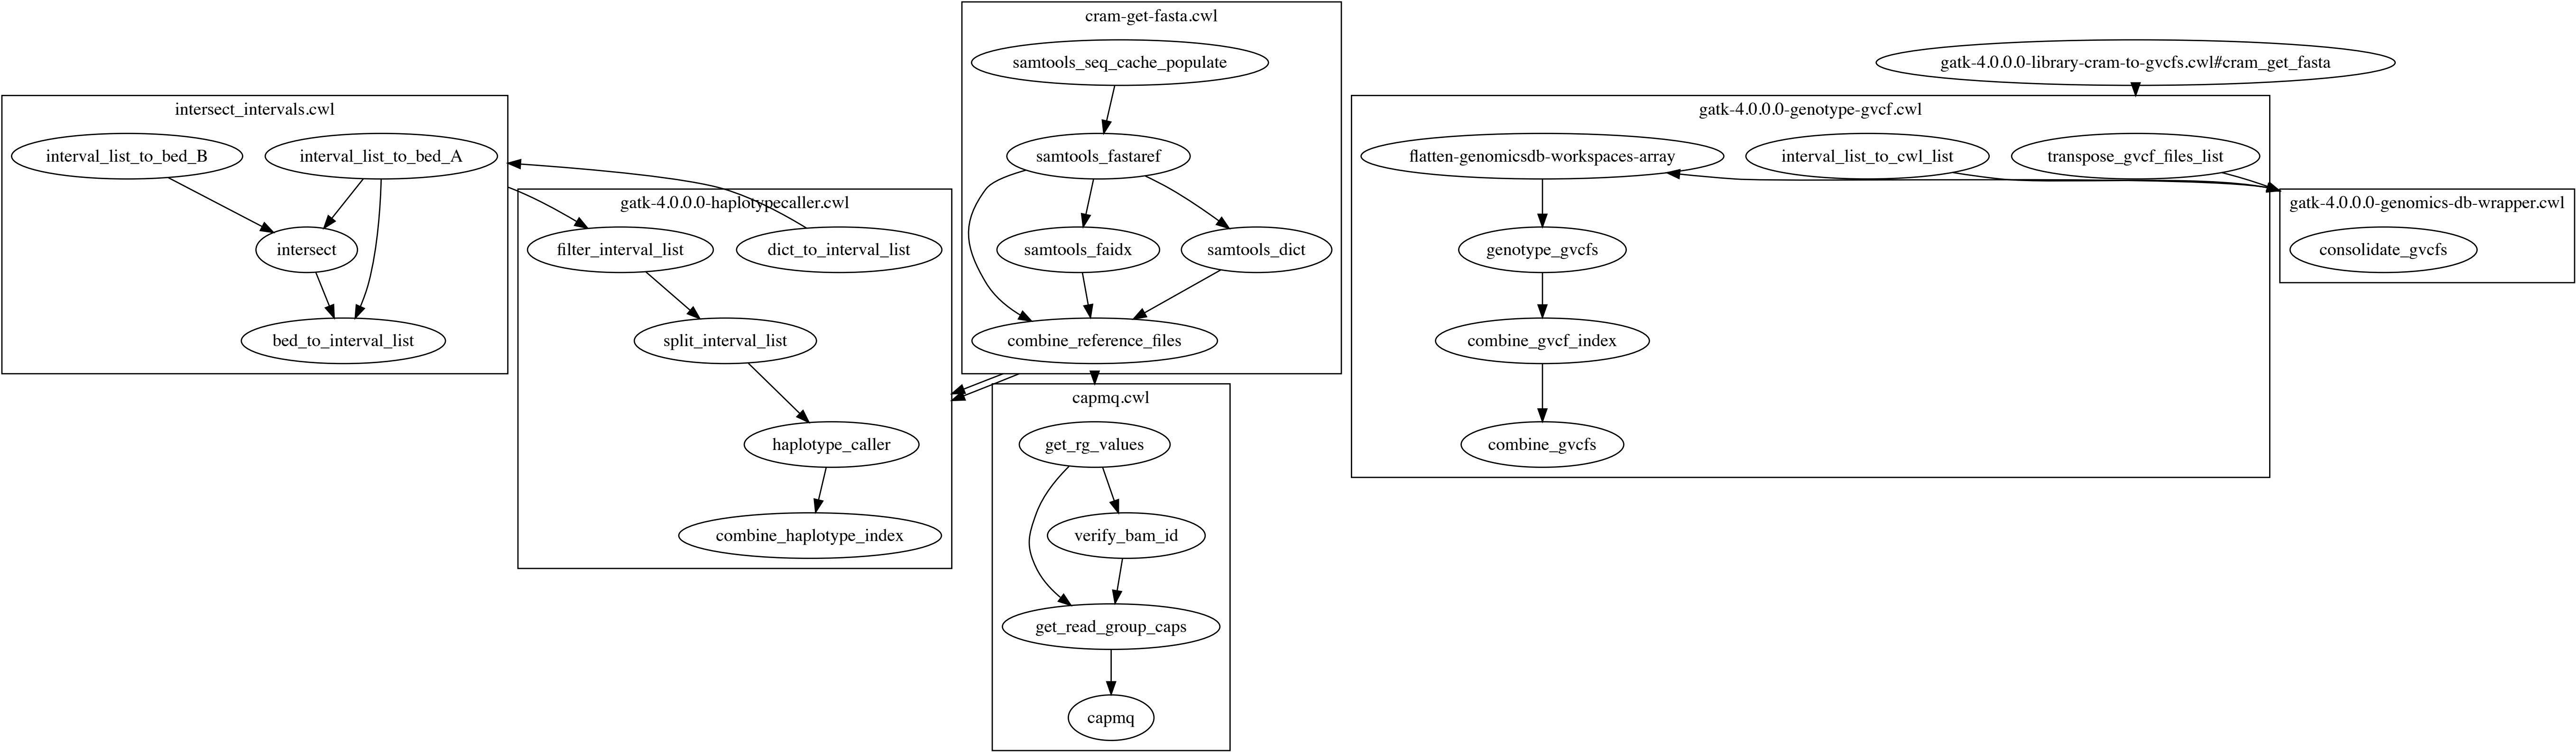 cram-get-fasta.cwl
samtools_seq_cache_populate
samtools_fastaref
samtools_faidx
samtools_dict
combine_reference_files
intersect_intervals.cwl
interval_list_to_bed_B
interval_list_to_bed_A
intersect
bed_to_interval_list
gatk-4.0.0.0-haplotypecaller.cwl
filter_interval_list
dict_to_interval_list
split_interval_list
haplotype_caller
combine_haplotype_index
capmq.cwl
get_rg_values
verify_bam_id
get_read_group_caps
capmq
gatk-4.0.0.0-library-cram-to-gvcfs.cwl#cram_get_fasta
gatk-4.0.0.0-genotype-gvcf.cwl
flatten-genomicsdb-workspaces-array
interval_list_to_cwl_list
transpose_gvcf_files_list
genotype_gvcfs
combine_gvcf_index
combine_gvcfs
gatk-4.0.0.0-genomics-db-wrapper.cwl
consolidate_gvcfs